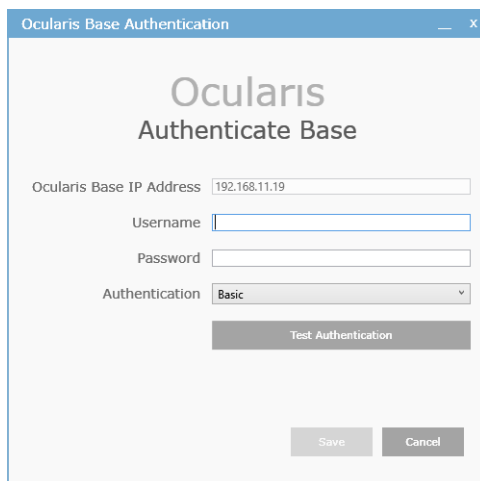 Ocularis Base Authentication
Ocularis
Authenticate Base
Ocularis Base IP Address 192.168.11.19
Username
Password
Authentication Basic
Test Authentication
Save Cancel